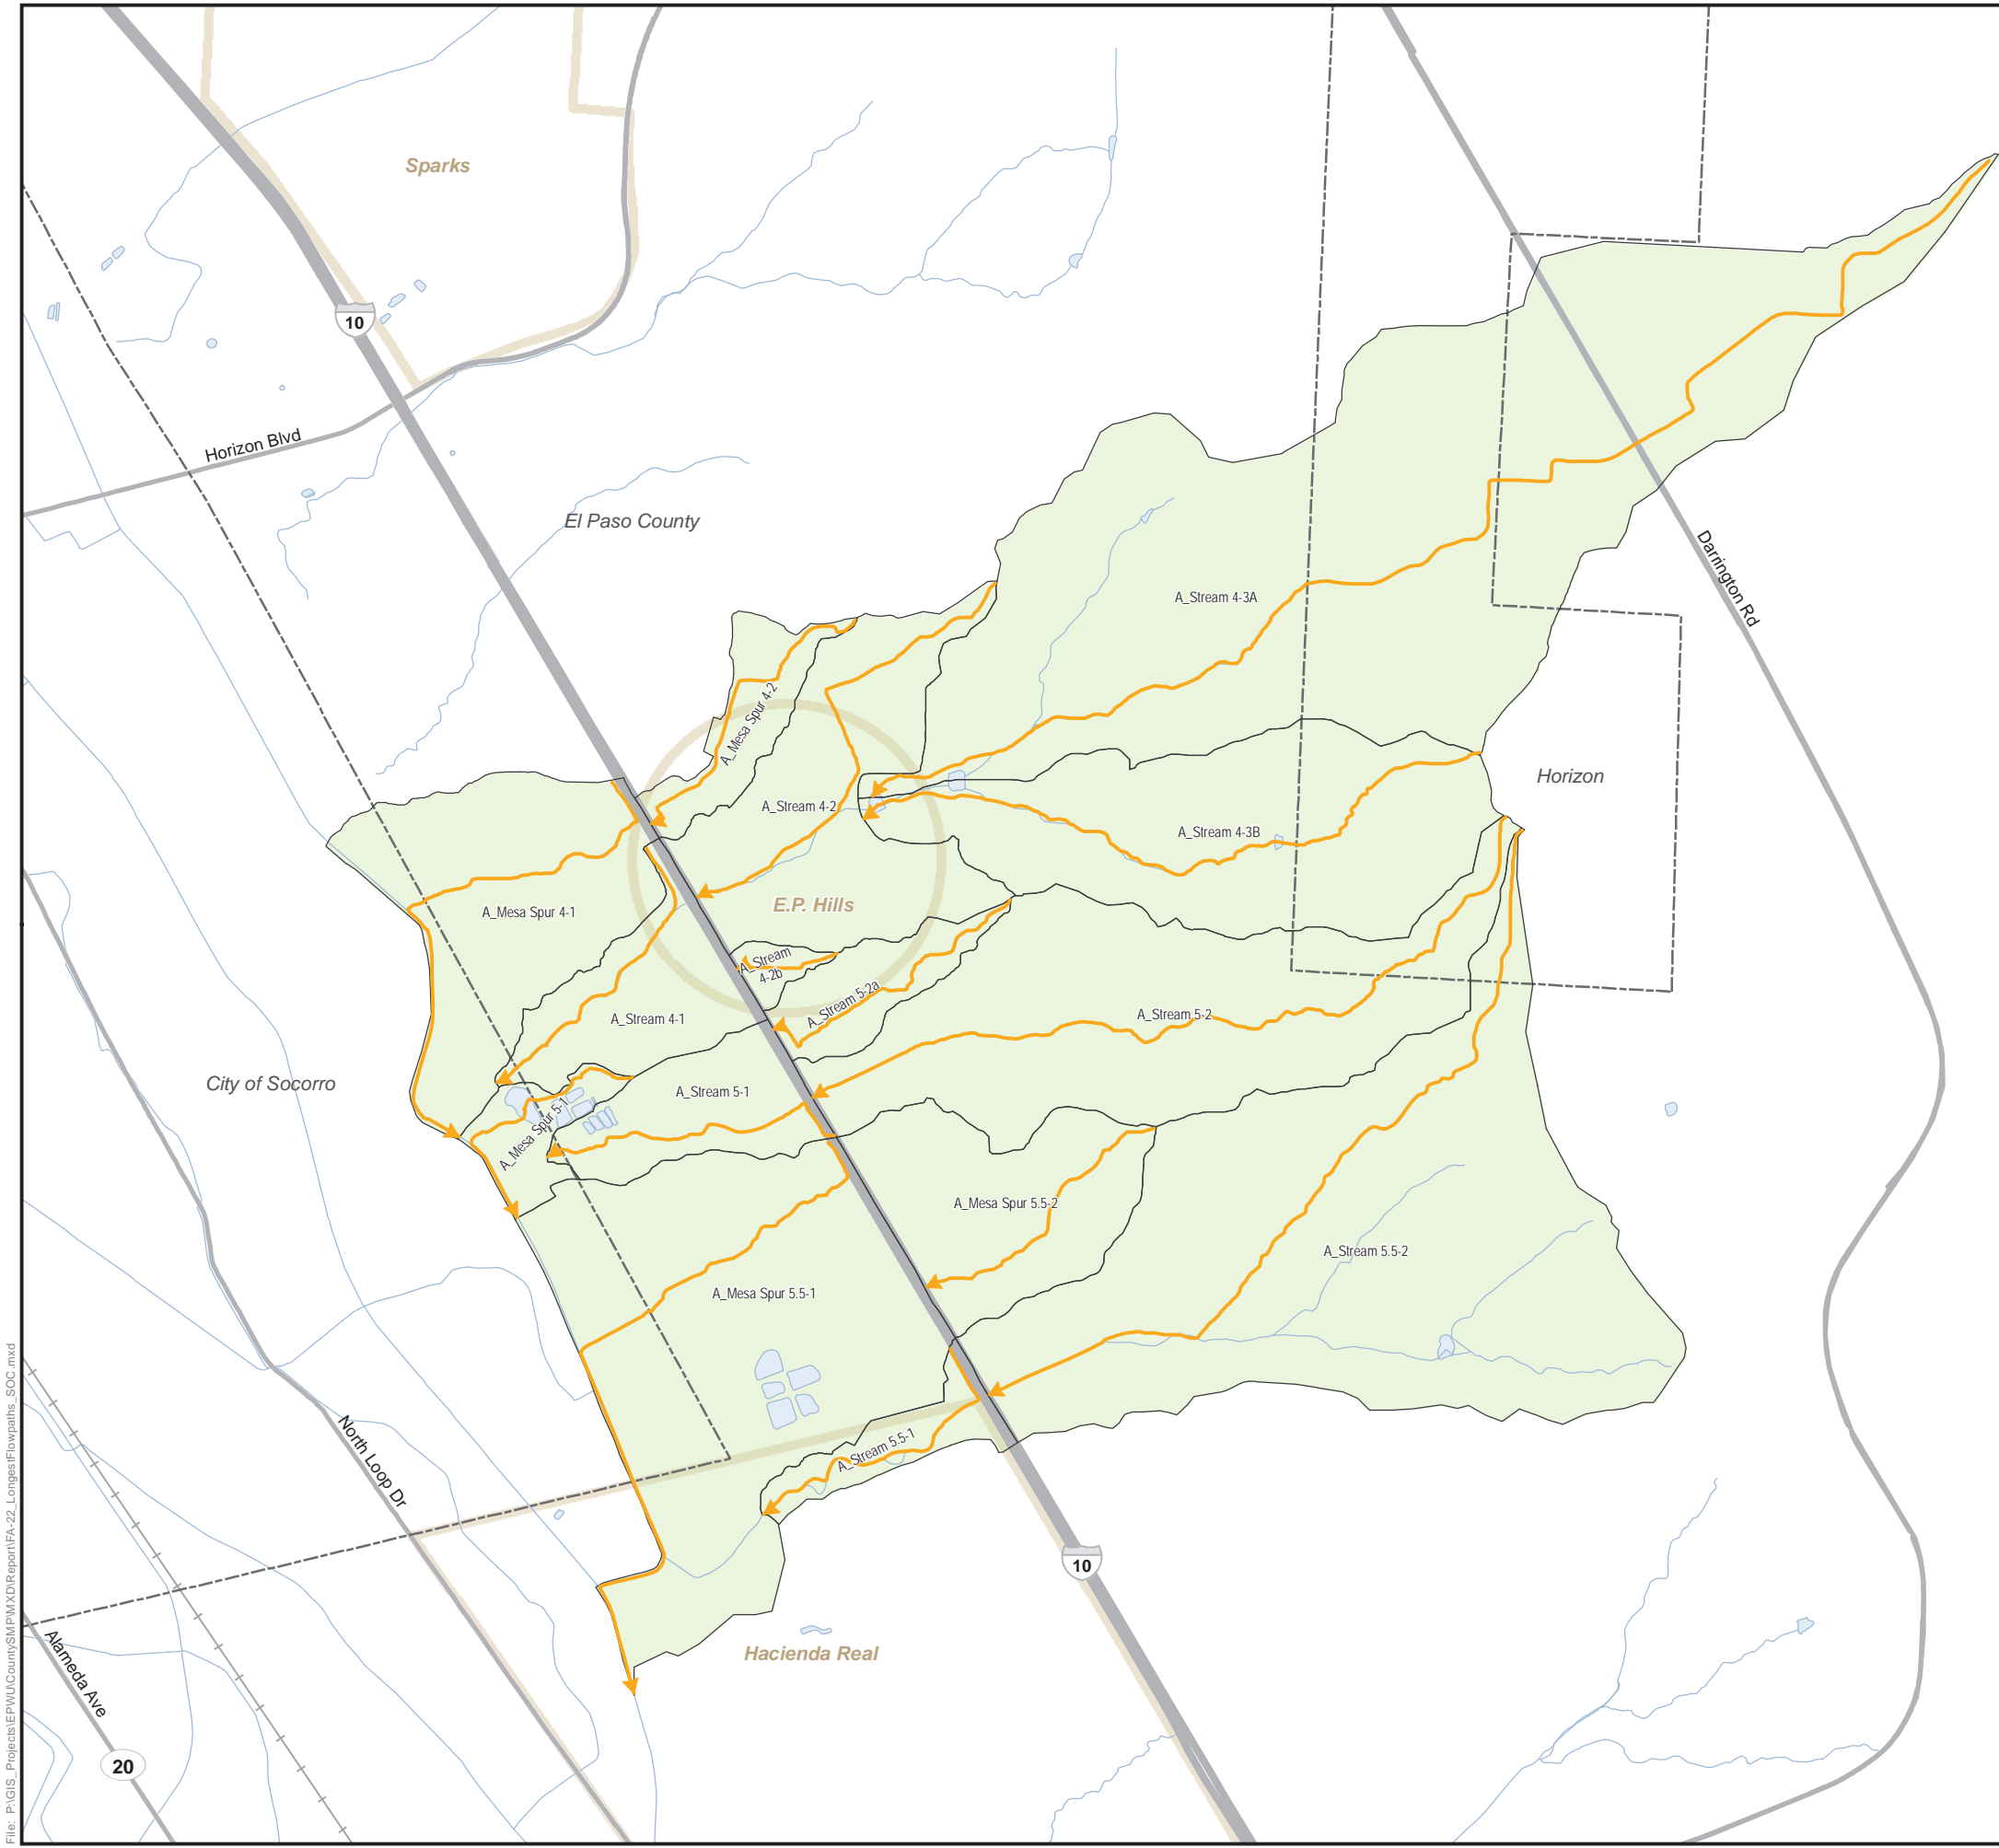 Sparks
10
Horizon Blvd
El Paso County
A_Stream 4-3A
Darrington Rd
A_Mesa Spur 4-2
Horizon
A_Stream 4-2
A_Stream 4-3B
E.P. Hills
A_Mesa Spur 4-1
A_Stream
4-2b
A_Stream 5-2a
A_Stream 4-1
A_Stream 5-2
City of Socorro
A_Stream 5-1
A_Mesa Spur 5-1
A_Mesa Spur 5.5-2
A_Stream 5.5-2
A_Mesa Spur 5.5-1
A_Stream 5.5-1
North Loop Dr
10
Hacienda Real
Alameda Ave
20
File: P:\GIS_Projects\EPWU\CountySMP\MXD\Report\FA-22_LongestFlowpaths_SOC.mxd